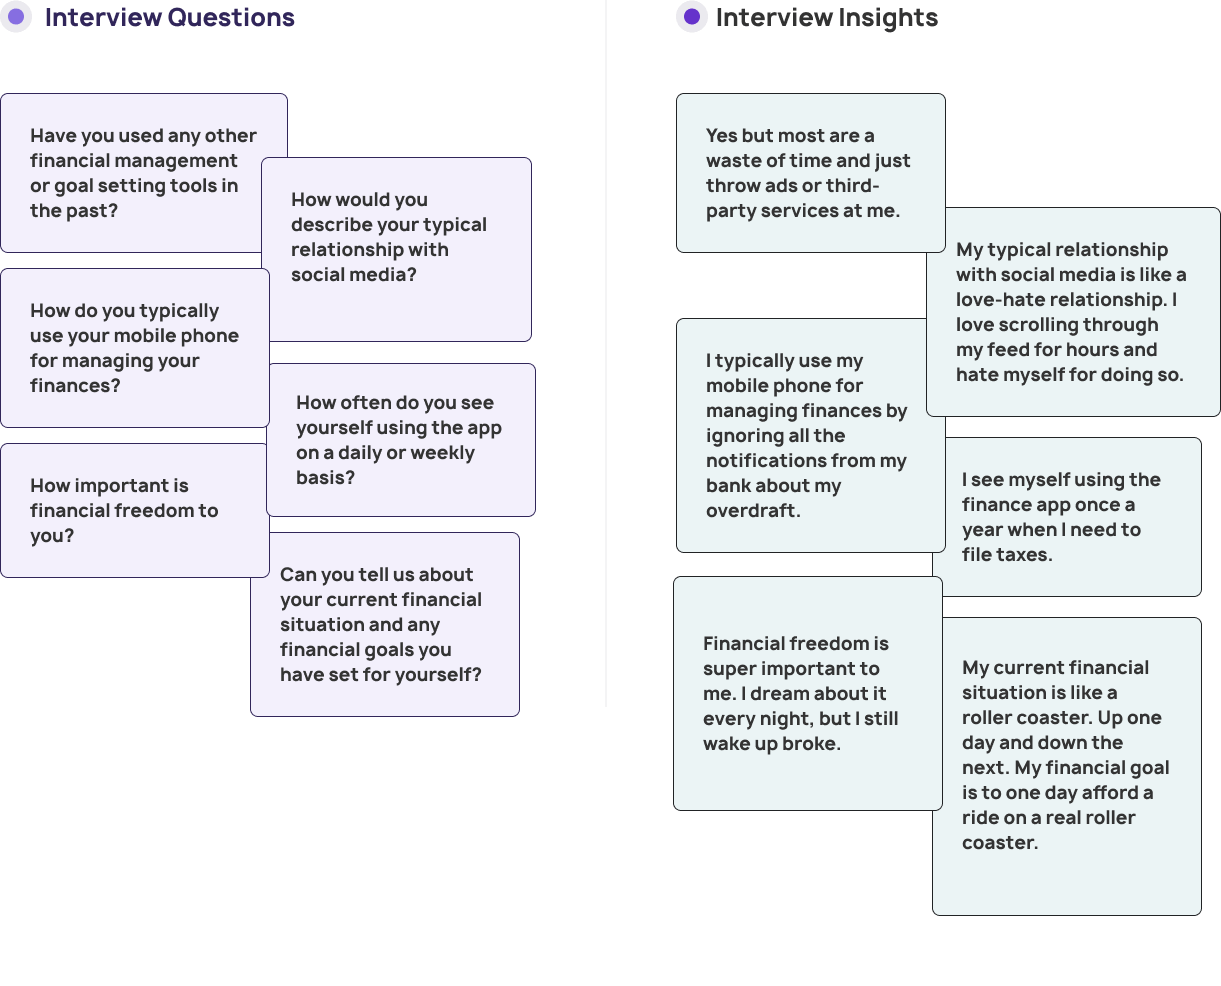 Interview Questions
Have you used any other
financial management
or goal setting tools in
the past?
How would you
describe your typical
relationship with
social media?
How do you typically
use your mobile phone
for managing your
finances?
How often do you see
yourself using the app
on a daily or weekly
basis?
How important is
financial freedom to
you?
Can you tell us about
your current financial
situation and any
financial goals you
have set for yourself?
Interview Insights
Yes but most are a
waste of time and just
throw ads or third-
party services at me.
My typical relationship
with social media is like a
love-hate relationship. I
love scrolling through
my feed for hours and
hate myself for doing so.
I typically use my
mobile phone for
managing finances by
ignoring all the
notifications from my
bank about my
overdraft.
I see myself using the
finance app once a
year when I need to
file taxes.
Financial freedom is
super important to
me. I dream about it
every night, but I still
wake up broke.
My current financial
situation is like a
roller coaster. Up one
day and down the
next. My financial goal
is to one day afford a
ride on a real roller
coaster.